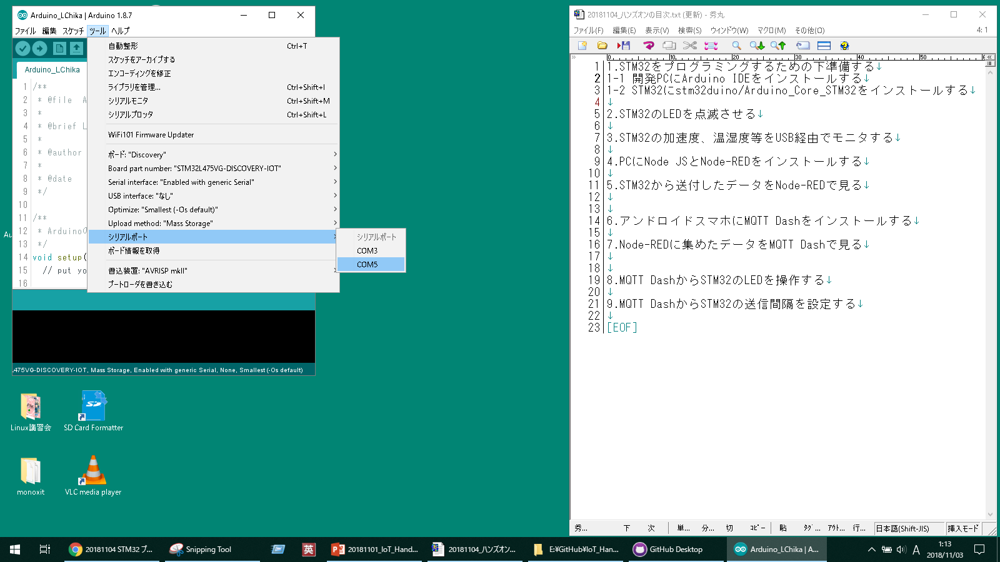 Arduino_LChika | Arduino 1.8.7
ファイル 編集 スケッチ ツール ヘルプ
自動整形 Ctrl+T
スケッチをアーカイブする
エンコーディングを修正
ライブラリを管理... Ctrl+Shift+I
シリアルモニタ Ctrl+Shift+M
シリアルプロッタ Ctrl+Shift+L
WiFi101 Firmware Updater
ボード: "Discovery"
Board part number: "STM32L475VG-DISCOVERY-IOT"
Serial interface: "Enabled with generic Serial"
USB interface: "なし"
Optimize: "Smallest (-Os default)"
Upload method: "Mass Storage"
シリアルポート
ボード情報を取得
書込装置: "AVRISP mkII"
ブートローダを書き込む
シリアルポート
COM3
COM5
Arduino_LChika
1 /**
2 * @file A
3 *
4 * @brief L
5 *
6 * @author
7 *
8 * @date
9 */
10
11 /**
12 * Arduinoの
13 */
14 void setup(
15 // put yo
16
.475VG-DISCOVERY-IOT, Mass Storage, Enabled with generic Serial, None, Smallest (-Os default)
Au
Linux講習会
SD Card Formatter
monoxit
VLC media player
20181104_ハンズオンの目次.txt (更新) - 秀丸
ファイル(F) 編集(E) 表示(V) 検索(S) ウィンドウ(W) マクロ(M) その他(O) 4: 1
0 10 20 30 40 50 6
1 1.STM32をプログラミングするための下準備する↓
2 1-1 開発PCにArduino IDEをインストールする↓
3 1-2 STM32にstm32duino/Arduino_Core_STM32をインストールする↓
4 ↓
5 2.STM32のLEDを点滅させる↓
6 ↓
7 3.STM32の加速度、温湿度等をUSB経由でモニタする↓
8 ↓
9 4.PCにNode JSとNode-REDをインストールする↓
10 ↓
11 5.STM32から送付したデータをNode-REDで見る↓
12 ↓
13 ↓
14 6.アンドロイドスマホにMQTT Dashをインストールする↓
15 ↓
16 7.Node-REDに集めたデータをMQTT Dashで見る↓
17 ↓
18 ↓
19 8.MQTT DashからSTM32のLEDを操作する↓
20 ↓
21 9.MQTT DashからSTM32の送信間隔を設定する↓
22 ↓
23 [EOF]
秀... 下 次 単... 分... 切 ｺﾋﾟｰ 貼 ﾀｸﾞ... ｱｳﾄ... 行... 日本語(Shift-JIS) 挿入モード
20181104 STM32 プ...
Snipping Tool
英
20181101_IoT_Hand...
20181104_ハンズオン...
E:¥GitHub¥IoT_Han...
GitHub Desktop
Arduino_LChika | A...
A
1:13
2018/11/03